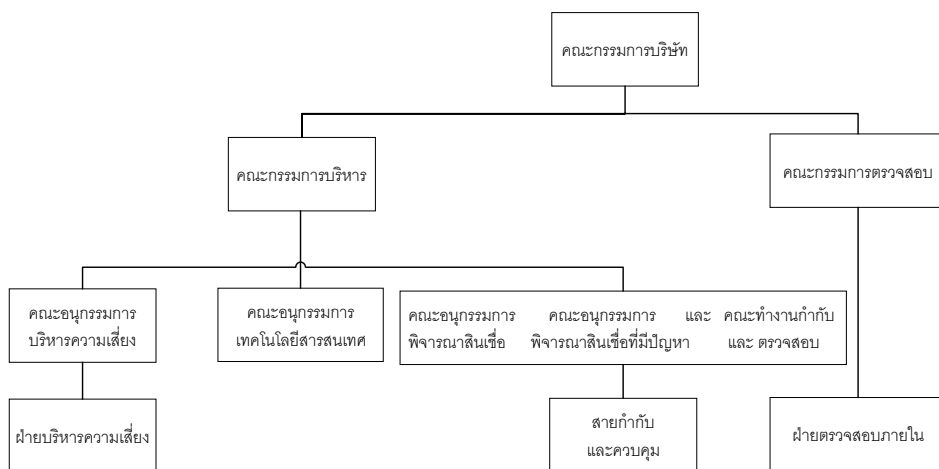 คณะกรรมการบริษัท
คณะกรรมการบริหาร
คณะกรรมการตรวจสอบ
คณะอนุกรรมการ
บริหารความเสี่ยง
คณะอนุกรรมการ
เทคโนโลยีสารสนเทศ
คณะอนุกรรมการ คณะอนุกรรมการ และ คณะทำงานกำกับ
พิจารณาสินเชื่อ พิจารณาสินเชื่อที่มีปัญหา และ ตรวจสอบ
ฝ่ายบริหารความเสี่ยง
สายกำกับ
และควบคุม
ฝ่ายตรวจสอบภายใน